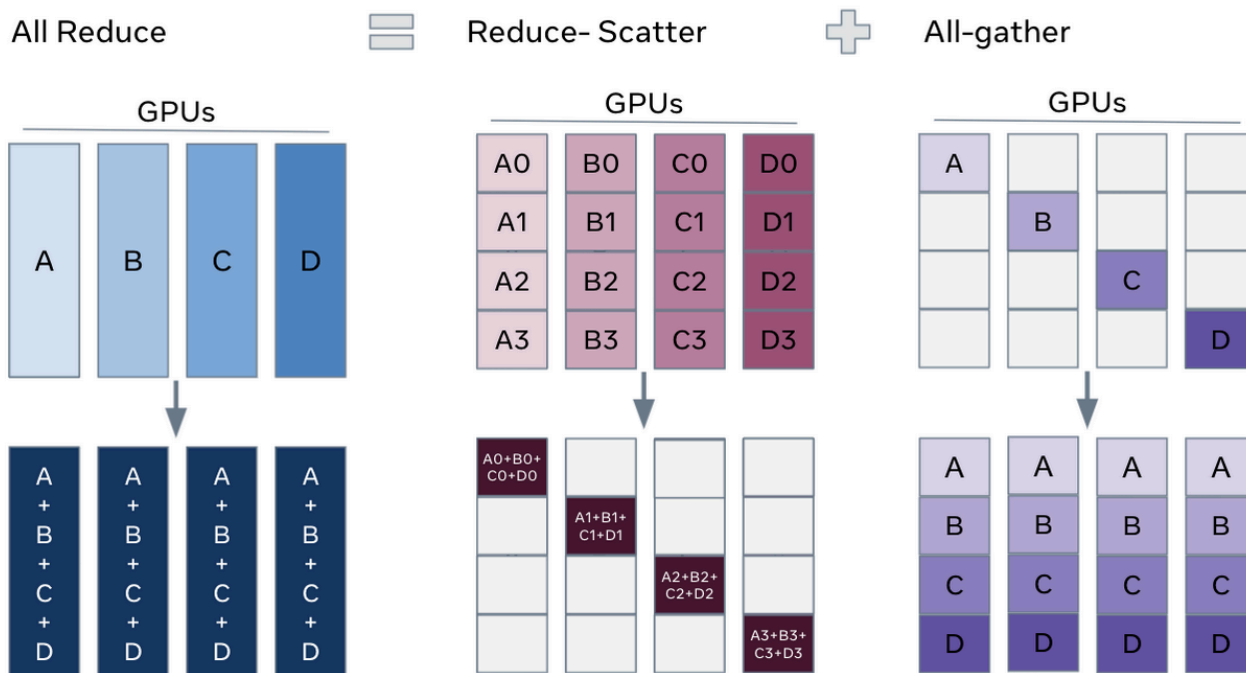 All Reduce
Reduce- Scatter
All-gather
GPUs
A B C D
A
+
B
+
C
+
D
A
+
B
+
C
+
D
A
+
B
+
C
+
D
A
+
B
+
C
+
D
GPUs
A0 B0 C0 D0
A1 B1 C1 D1
A2 B2 C2 D2
A3 B3 C3 D3
A0+B0+
C0+D0
A1+B1+
C1+D1
A2+B2+
C2+D2
A3+B3+
C3+D3
GPUs
A
B
C
D
A A A A
B B B B
C C C C
D D D D